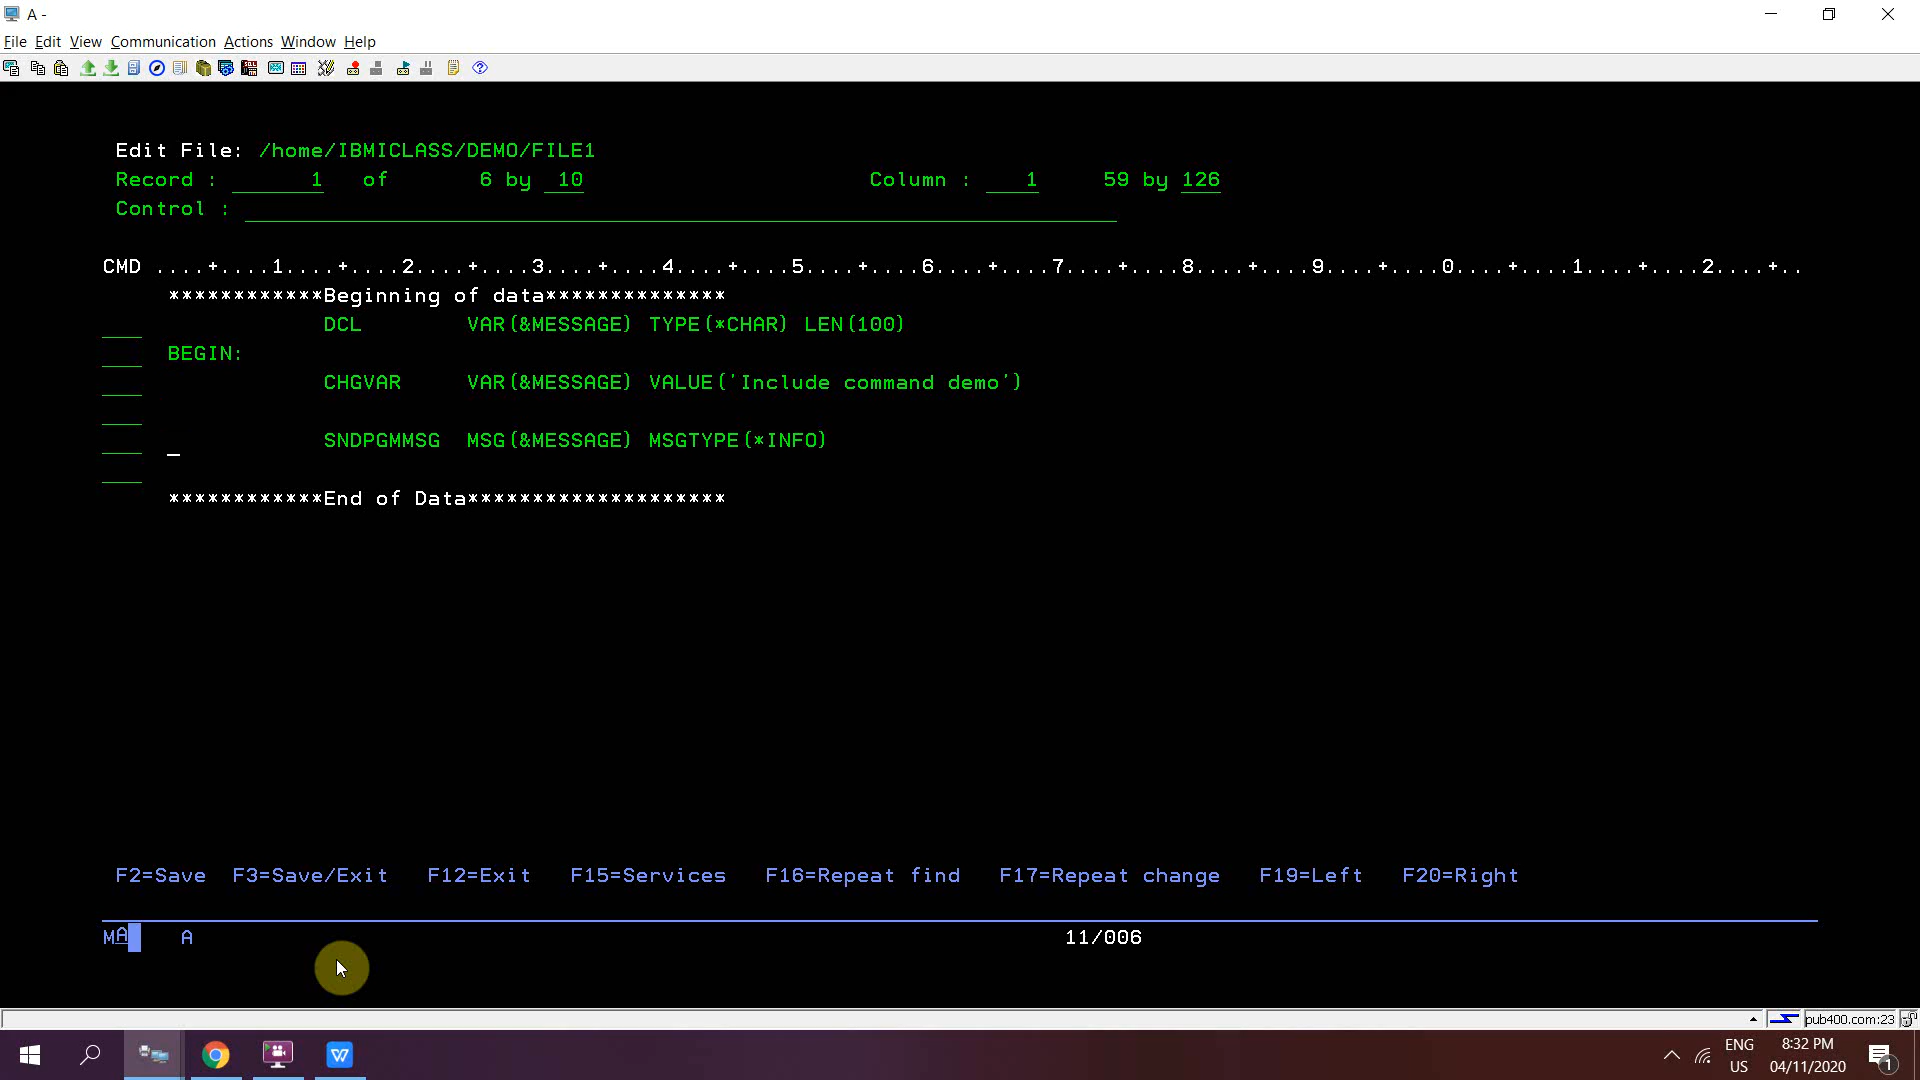 A -
File Edit View Communication Actions Window Help
Edit File: /home/IBMICLASS/DEMO/FILE1
Record : 1 of 6 by 10 Column : 1 59 by 126
Control :
CMD ....+....1....+....2....+....3....+....4....+....5....+....6....+....7....+....8....+....9....+....0....+....1....+....2....+..
************Beginning of data**************
DCL VAR(&MESSAGE) TYPE(*CHAR) LEN(100)
BEGIN:
CHGVAR VAR(&MESSAGE) VALUE('Include command demo')
SNDPGMMSG MSG(&MESSAGE) MSGTYPE(*INFO)
************End of Data********************
F2=Save F3=Save/Exit F12=Exit F15=Services F16=Repeat find F17=Repeat change F19=Left F20=Right
MA A 11/006
pub400.com:23
ENG 8:32 PM
US 04/11/2020 1